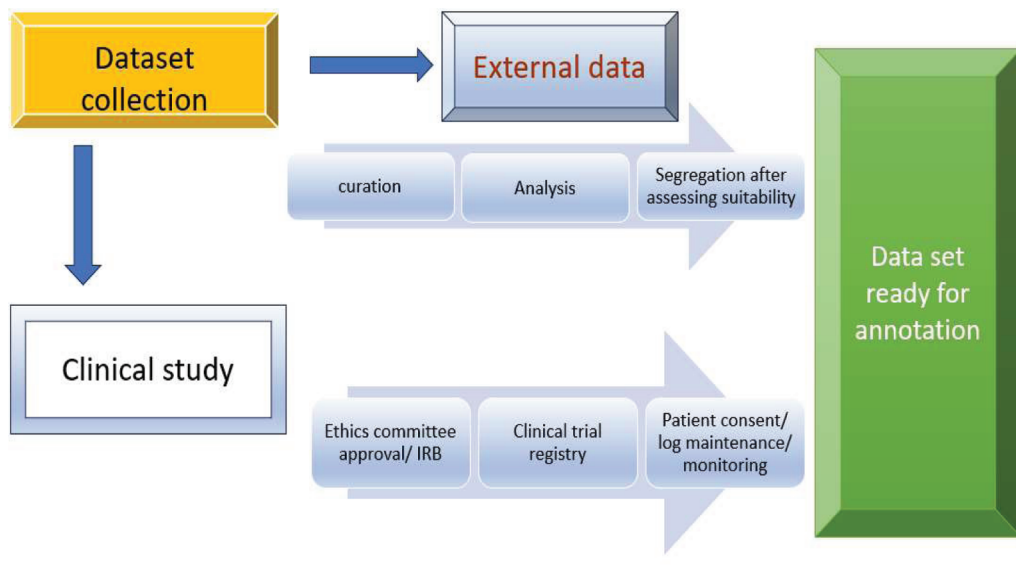 Dataset
collection
External data
curation
Analysis
Segregation after
assessing suitability
Data set
ready for
annotation
Clinical study
Ethics committee
approval/ IRB
Clinical trial
registry
Patient consent/
log maintenance/
monitoring